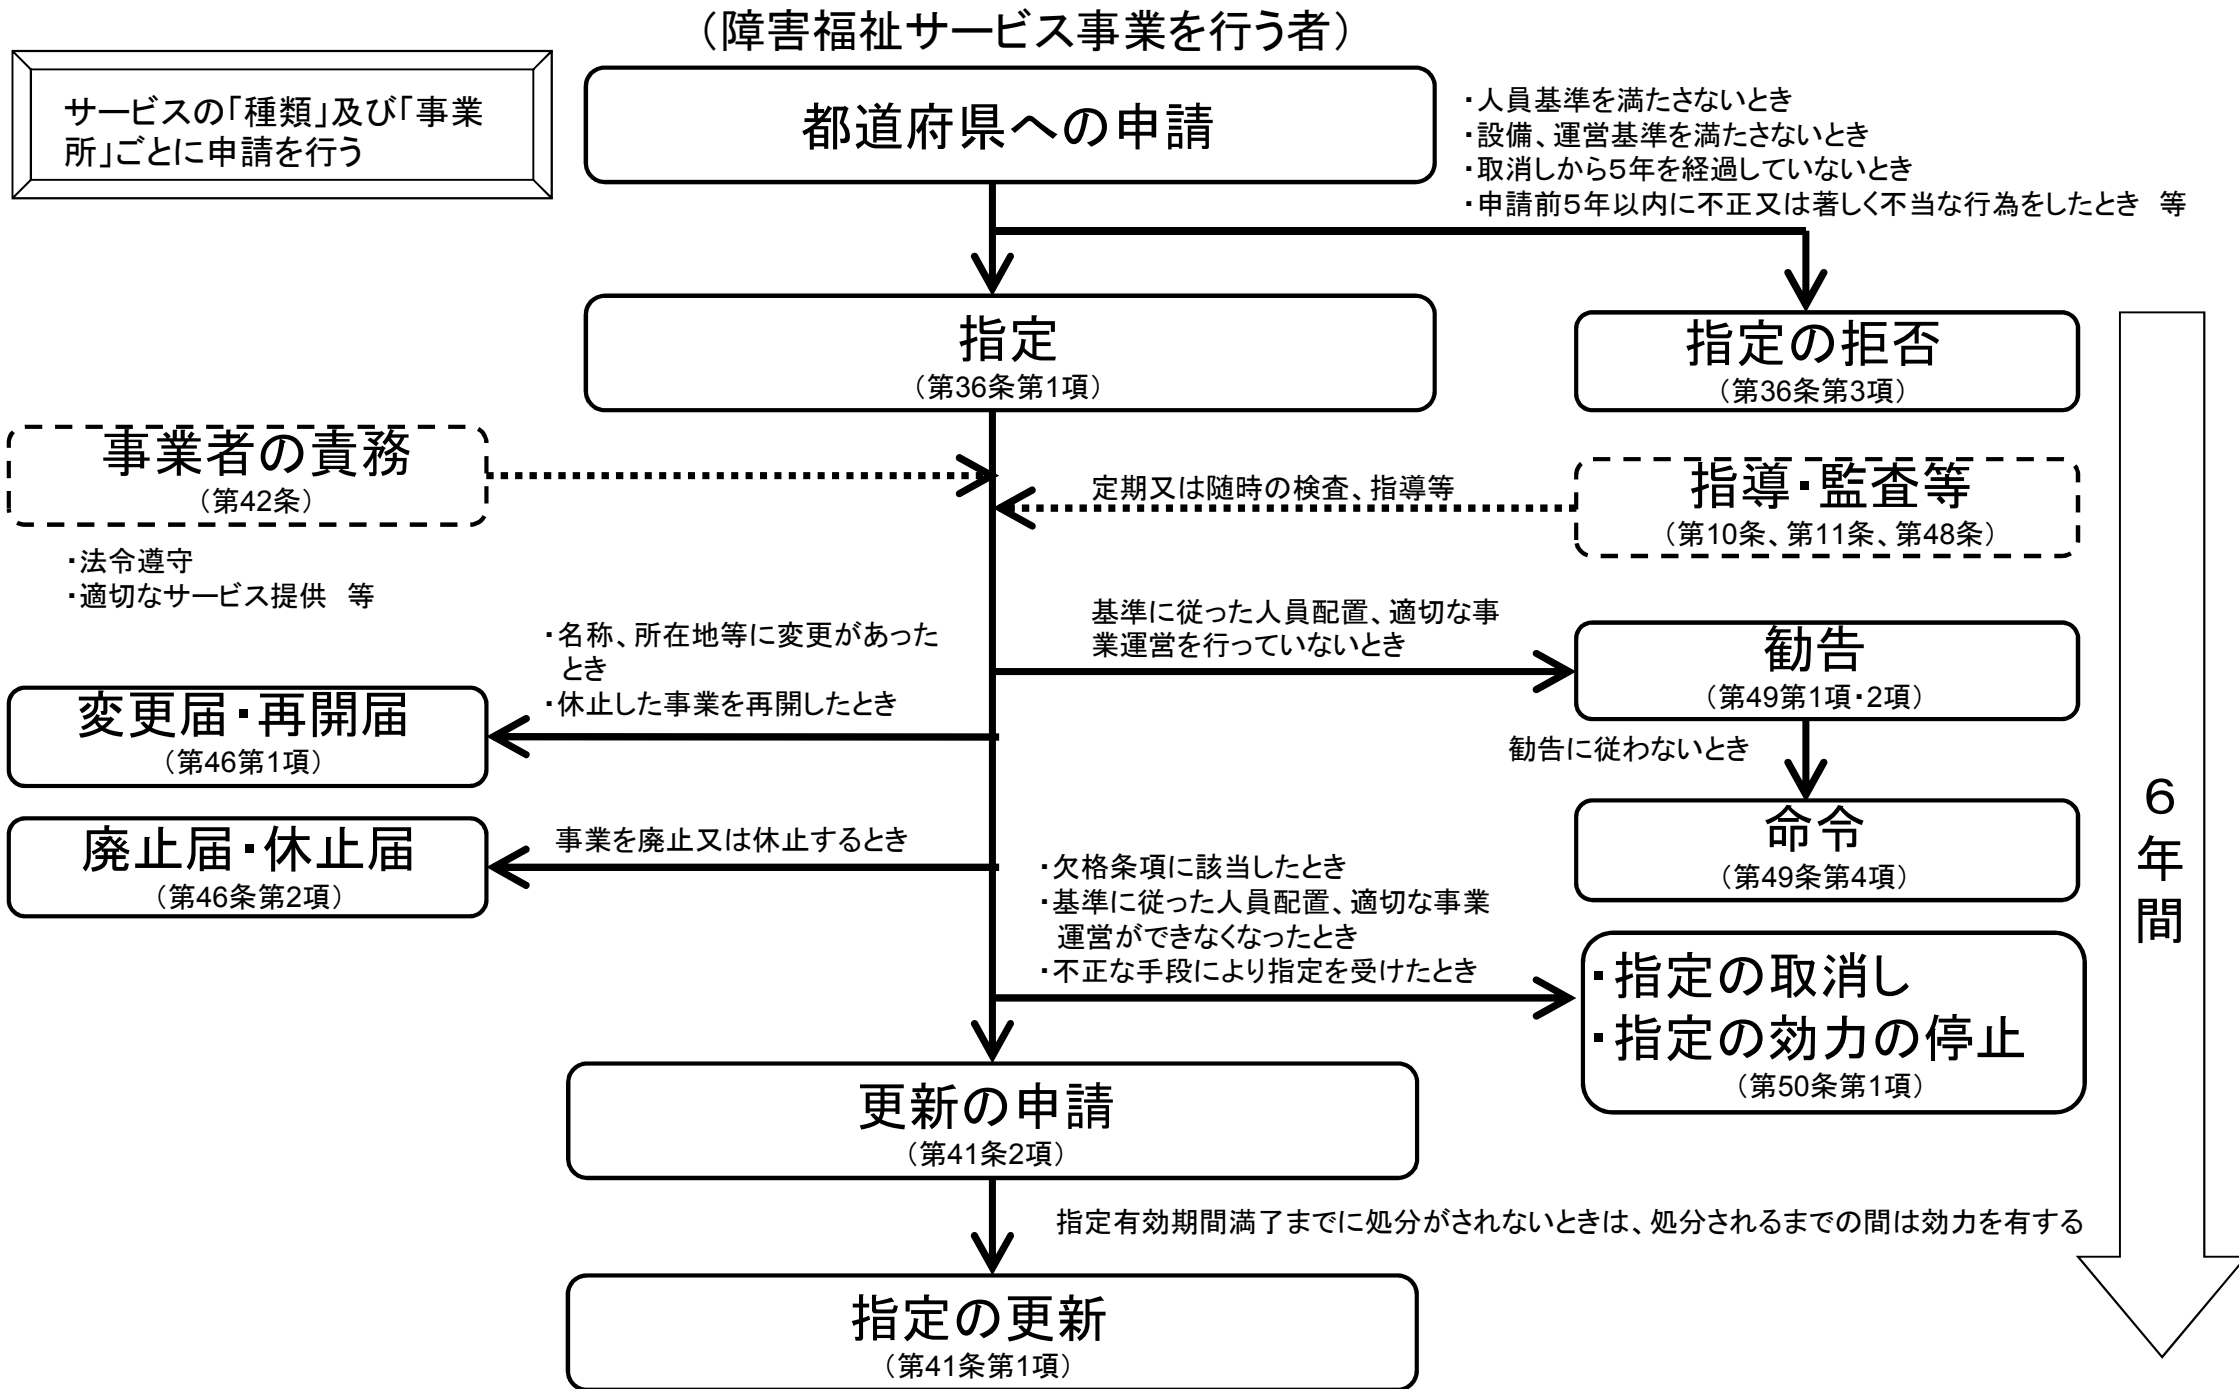 （障害福祉サービス事業を行う者）
サービスの「種類」及び「事業
所」ごとに申請を行う
都道府県への申請
・人員基準を満たさないとき
・設備、運営基準を満たさないとき
・取消しから５年を経過していないとき
・申請前５年以内に不正又は著しく不当な行為をしたとき　等
指定
（第36条第1項）
指定の拒否
（第36条第3項）
事業者の責務
（第42条）
・法令遵守
・適切なサービス提供　等
定期又は随時の検査、指導等
指導・監査等
（第10条、第11条、第48条）
基準に従った人員配置、適切な事
業運営を行っていないとき
勧告
（第49第1項・2項）
・名称、所在地等に変更があった
とき
・休止した事業を再開したとき
変更届・再開届
（第46第1項）
勧告に従わないとき
命令
（第49条第4項）
事業を廃止又は休止するとき
廃止届・休止届
（第46条第2項）
・欠格条項に該当したとき
・基準に従った人員配置、適切な事業
運営ができなくなったとき
・不正な手段により指定を受けたとき
・指定の取消し
・指定の効力の停止
（第50条第1項）
６年間
更新の申請
（第41条2項）
指定有効期間満了までに処分がされないときは、処分されるまでの間は効力を有する
指定の更新
（第41条第1項）